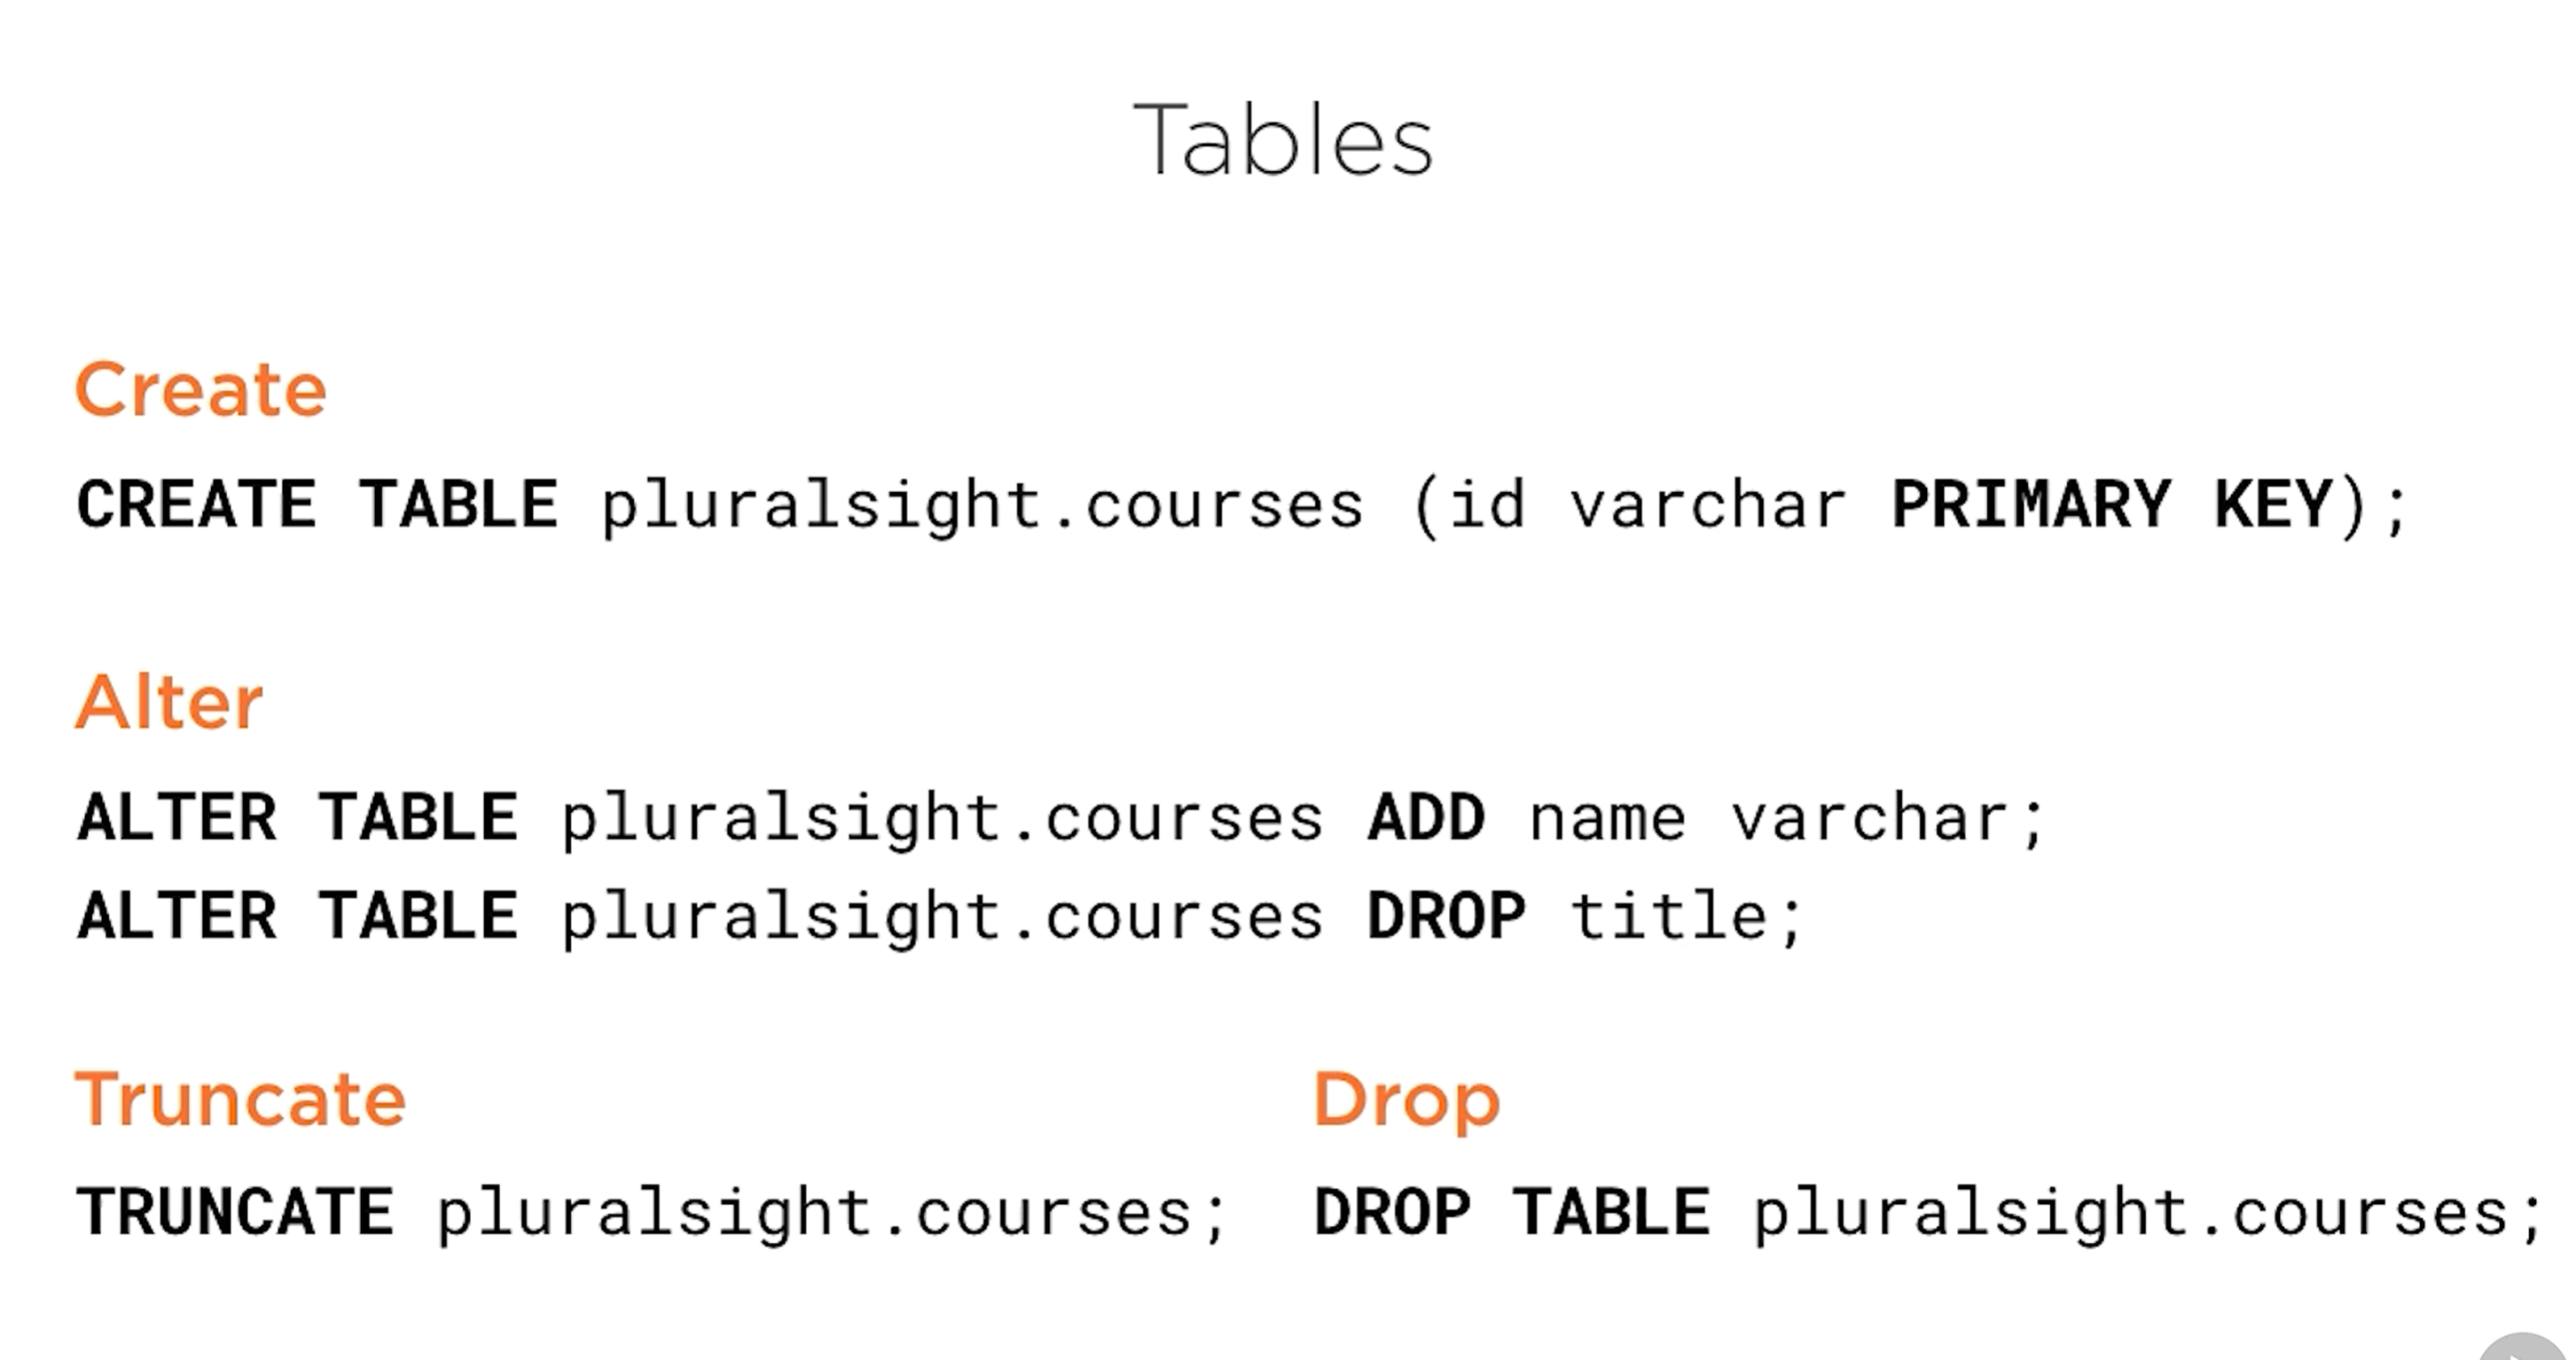 Tables
Create
CREATE TABLE pluralsight.courses (id varchar PRIMARY KEY);
Alter
ALTER TABLE pluralsight.courses ADD name varchar;
ALTER TABLE pluralsight.courses DROP title;
Truncate
TRUNCATE pluralsight.courses;
Drop
DROP TABLE pluralsight.courses;